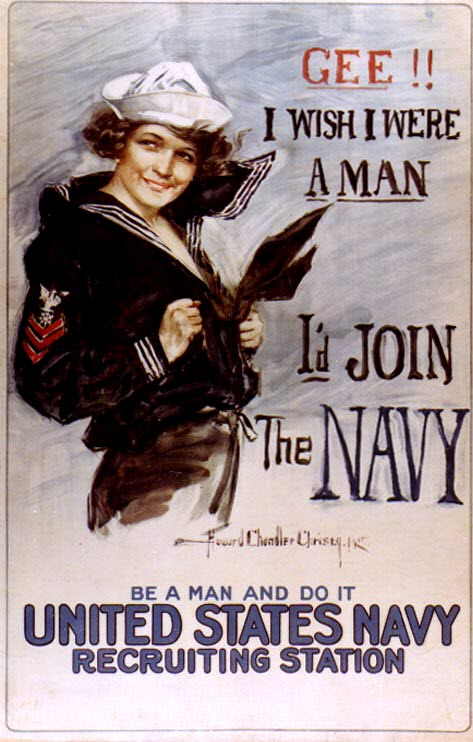 GEE!!
I WISH I WERE
A MAN
I'd JOIN
The NAVY
Howard Chandler Christy
BE A MAN AND DO IT
UNITED STATES NAVY
RECRUITING STATION